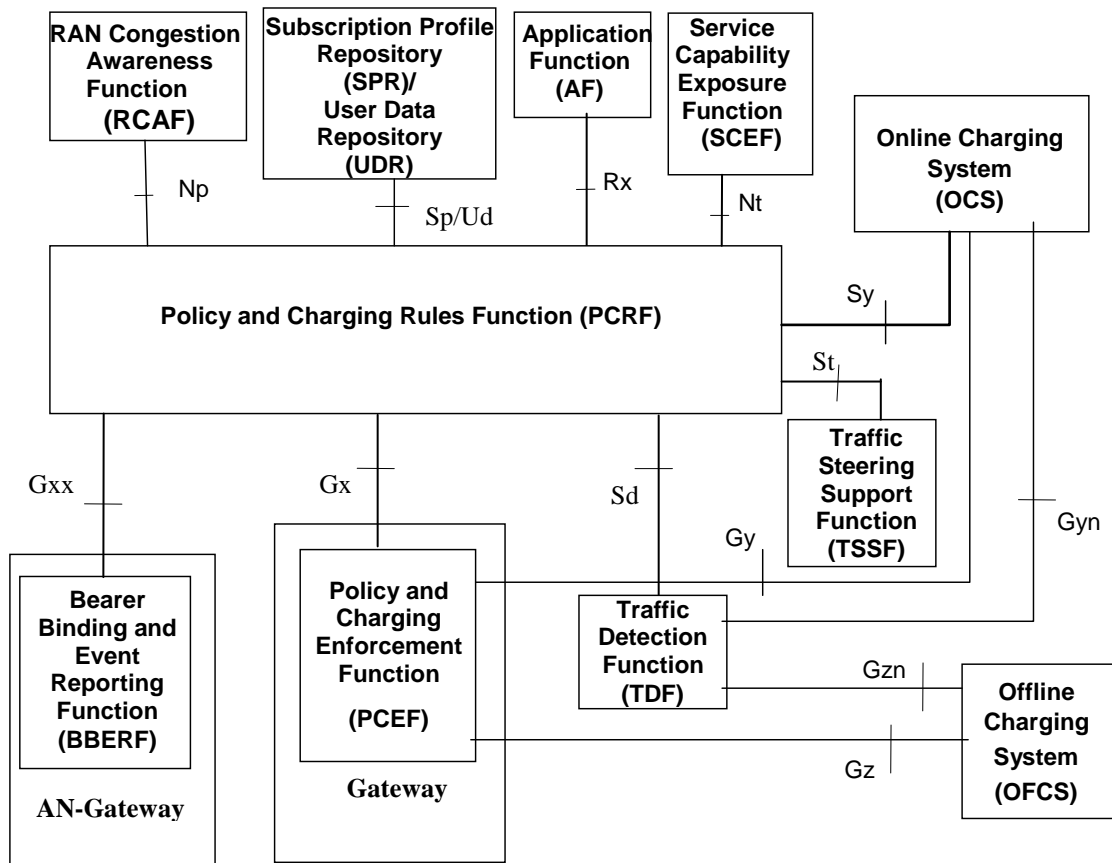 RAN Congestion
Awareness
Function
(RCAF)
Subscription Profile
Repository
(SPR)/
User Data
Repository
(UDR)
Application
Function
(AF)
Service
Capability
Exposure
Function
(SCEF)
Online Charging
System
(OCS)
Np
Sp/Ud
Rx
Nt
Policy and Charging Rules Function (PCRF)
Sy
St
Traffic
Steering
Support
Function
(TSSF)
Gxx
Gx
Sd
Gy
Gyn
Bearer
Binding and
Event
Reporting
Function
(BBERF)
AN-Gateway
Policy and
Charging
Enforcement
Function
(PCEF)
Gateway
Traffic
Detection
Function
(TDF)
Gzn
Gz
Offline
Charging
System
(OFCS)